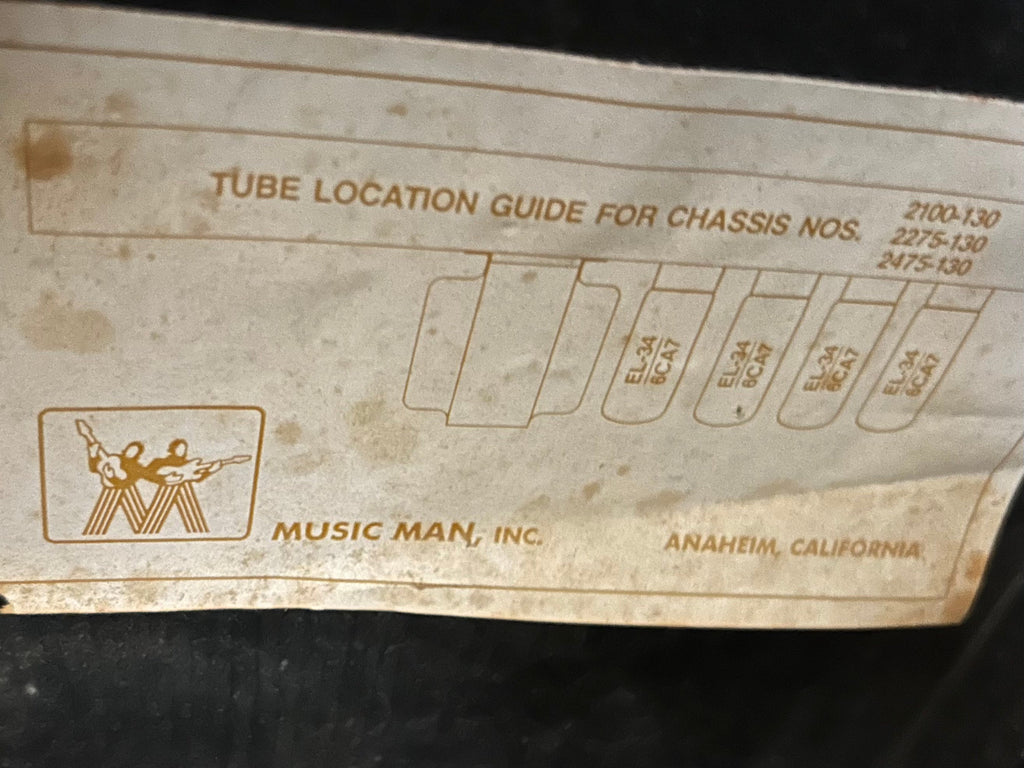 TUBE LOCATION GUIDE FOR CHASSIS NOS.
2100-130
2275-130
2475-130
EL-34
6CA7
EL-34
6CA7
EL-34
6CA7
EL-34
6CA7
MUSIC MAN, INC.
ANAHEIM, CALIFORNIA